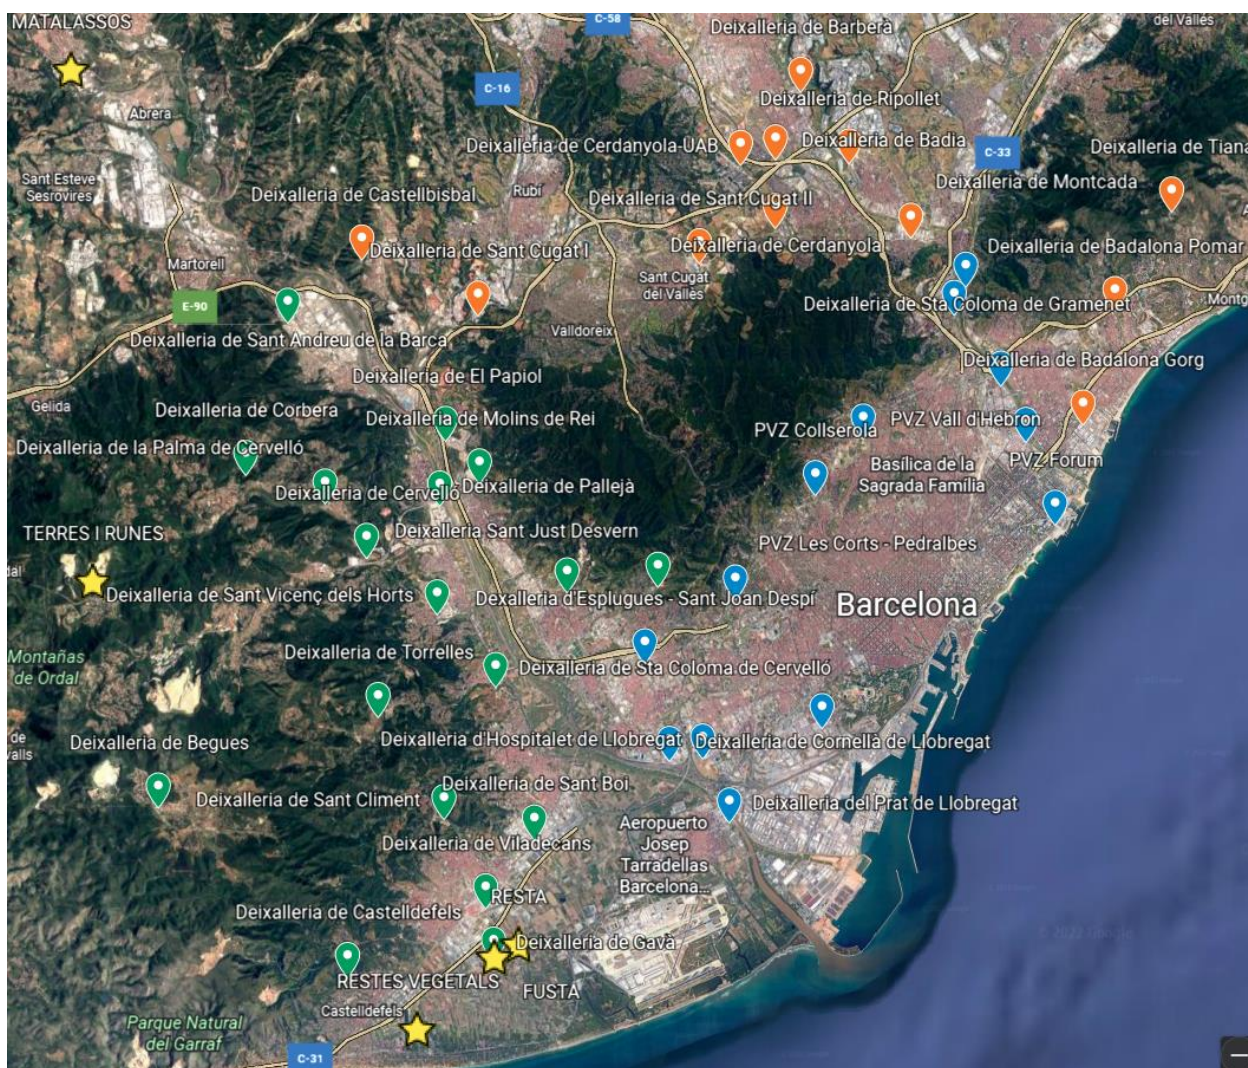 MATALASSOS
C-58
del Vallès
Deixalleria de Barberà
C-16
Abrera
Deixalleria de Ripollet
Deixalleria de Cerdanyola-UAB
Deixalleria de Badia
C-33
Deixalleria de Tiana
Sant Esteve
Sesrovires
Deixalleria de Castellbisbal
Rubí
Deixalleria de Sant Cugat II
Deixalleria de Montcada
Deixalleria de Sant Cugat I
Deixalleria de Cerdanyola
Deixalleria de Badalona Pomar
Martorell
Sant Cugat
del Vallès
E-90
Deixalleria de Sta Coloma de Gramenet
Montg
Deixalleria de Sant Andreu de la Barca
Valldoreix
Deixalleria de Badalona Gorg
Deixalleria de El Papiol
Gelida
Deixalleria de Corbera
Deixalleria de Molins de Rei
PVZ Collserola
PVZ Vall d'Hebron
Deixalleria de la Palma de Cervelló
Basílica de la
Sagrada Família
PVZ Forum
Deixalleria de Cervelló
Deixalleria de Pallejà
TERRES I RUNES
Deixalleria Sant Just Desvern
PVZ Les Corts - Pedralbes
dal
Deixalleria de Sant Vicenç dels Horts
Dexalleria d'Esplugues - Sant Joan Despí
Barcelona
Montañas
de Ordal
Deixalleria de Torrelles
Deixalleria de Sta Coloma de Cervelló
de
valls
Deixalleria de Begues
Deixalleria d'Hospitalet de Llobregat
Deixalleria de Cornellà de Llobregat
Deixalleria de Sant Boi
Deixalleria de Sant Climent
Deixalleria del Prat de Llobregat
Deixalleria de Viladecans
Aeropuerto
Josep
Tarradellas
Barcelona...
RESTA
Deixalleria de Castelldefels
Deixalleria de Gavà
RESTES VEGETALS
FUSTA
Castelldefels
Parque Natural
del Garraf
C-31
© 2022 Google